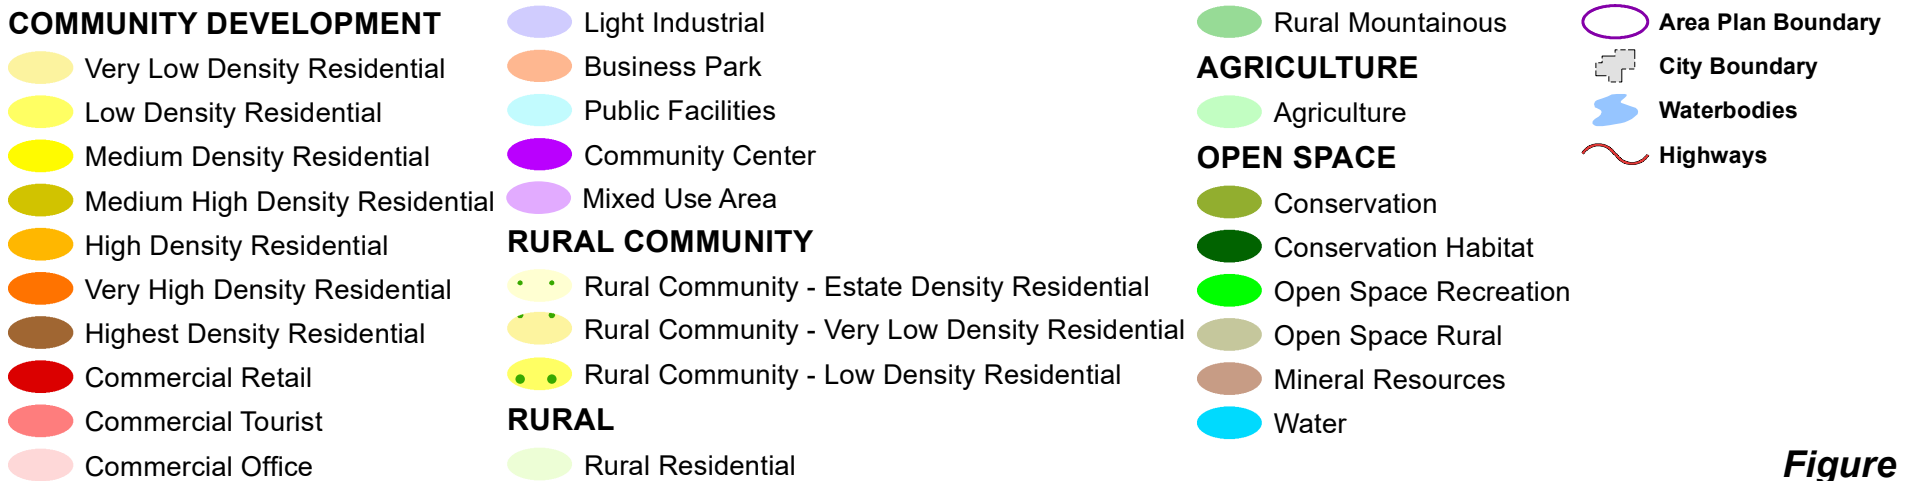 COMMUNITY DEVELOPMENT
Very Low Density Residential
Low Density Residential
Medium Density Residential
Medium High Density Residential
High Density Residential
Very High Density Residential
Highest Density Residential
Commercial Retail
Commercial Tourist
Commercial Office
Light Industrial
Business Park
Public Facilities
Community Center
Mixed Use Area
RURAL COMMUNITY
Rural Community - Estate Density Residential
Rural Community - Very Low Density Residential
Rural Community - Low Density Residential
RURAL
Rural Residential
Rural Mountainous
AGRICULTURE
Agriculture
OPEN SPACE
Conservation
Conservation Habitat
Open Space Recreation
Open Space Rural
Mineral Resources
Water
Area Plan Boundary
City Boundary
Waterbodies
Highways
Figure